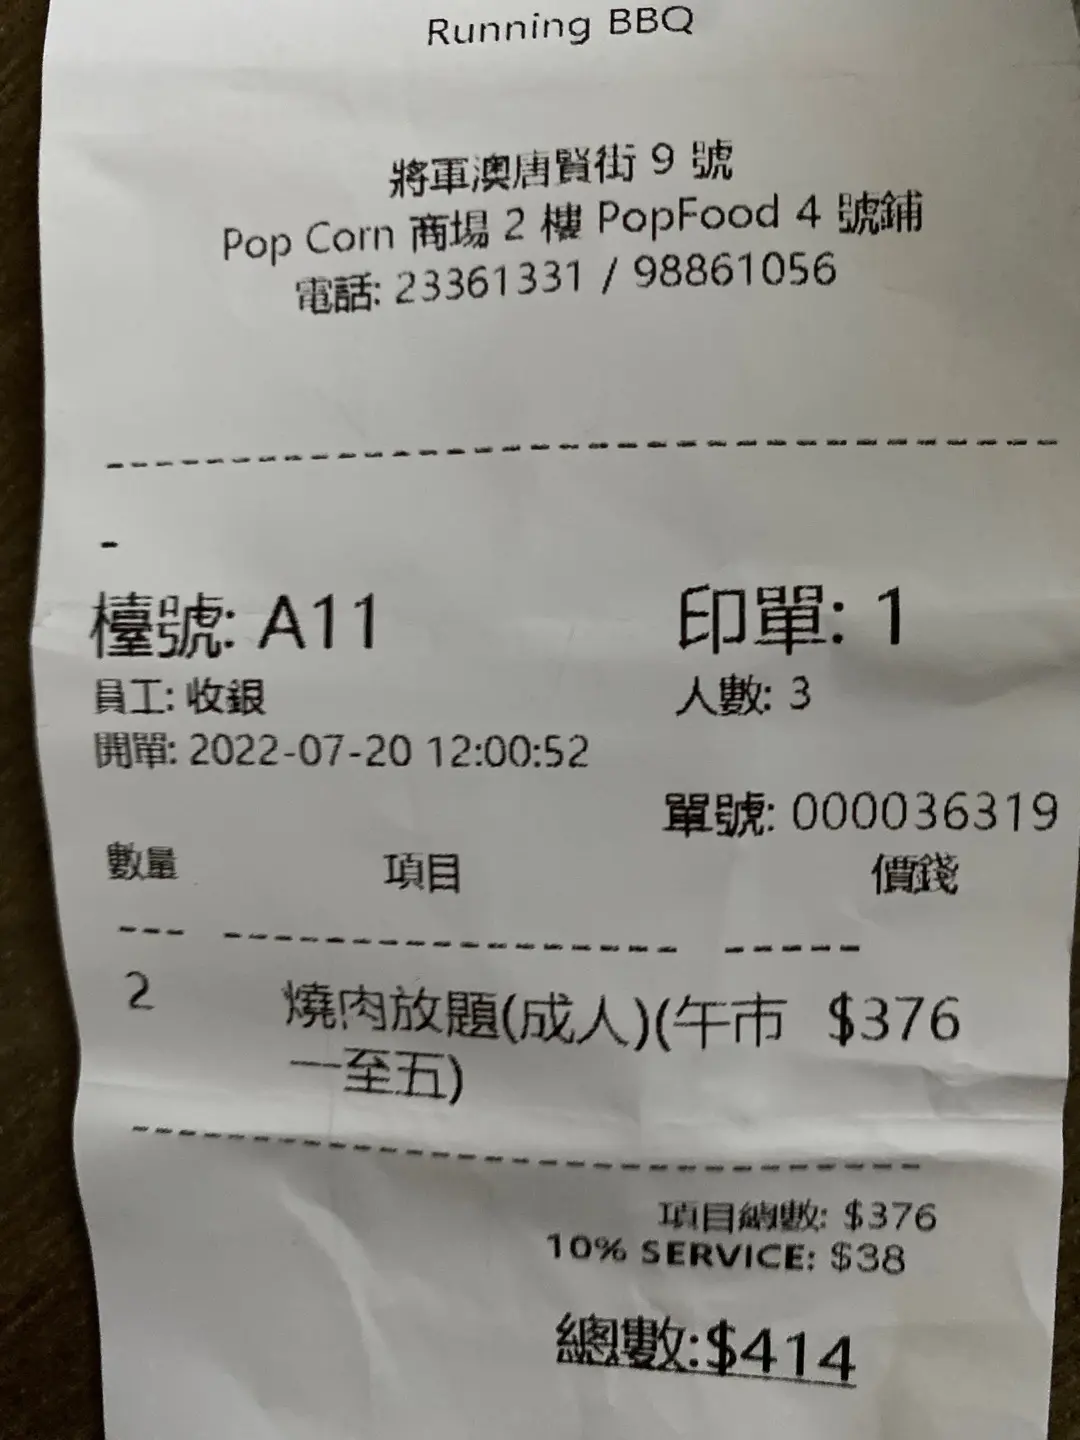 Running BBQ
將軍澳唐賢街 9 號
Pop Corn 商場 2 樓 PopFood 4 號鋪
電話: 23361331 / 98861056
-
檯號: A11 印單: 1
員工: 收銀 人數: 3
開單: 2022-07-20 12:00:52
單號: 000036319
數量 項目 價錢
2 燒肉放題(成人)(午市 $376
一至五)
項目總數: $376
10% SERVICE: $38
總數:$414